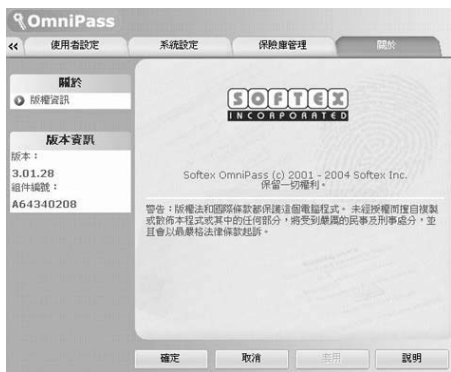 OmniPass
<< 使用者設定 系統設定 保險庫管理 關於
關於
版權資訊
版本資訊
版本：
3.01.28
組件編號：
A64340208
SOFTEX
INCORPORATED
Softex OmniPass (c) 2001 - 2004 Softex Inc.
保留一切權利。
警告：版權法和國際條款都保護這個電腦程式。 未經授權而擅自複製
或散佈本程式或其中的任何部分，將受到嚴厲的民事及刑事處分，並
且會以最嚴格法律條款起訴。
確定 取消 套用 說明